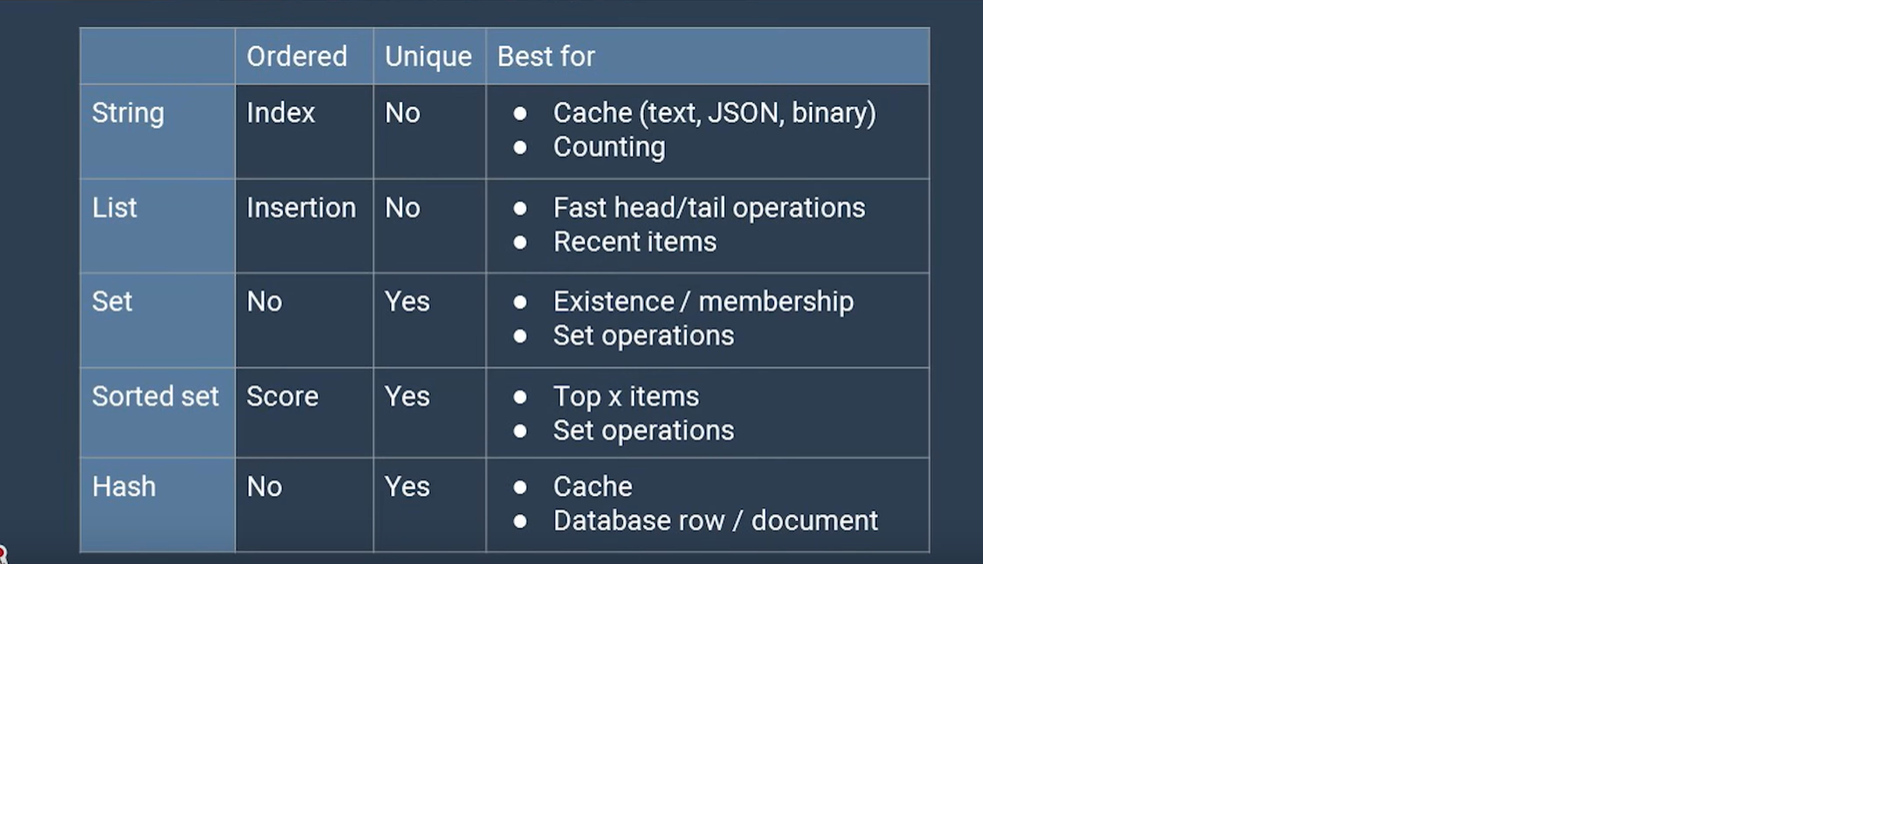 Ordered Unique Best for
String Index No ● Cache (text, JSON, binary)
● Counting
List Insertion No ● Fast head/tail operations
● Recent items
Set No Yes ● Existence / membership
● Set operations
Sorted set Score Yes ● Top x items
● Set operations
Hash No Yes ● Cache
● Database row / document